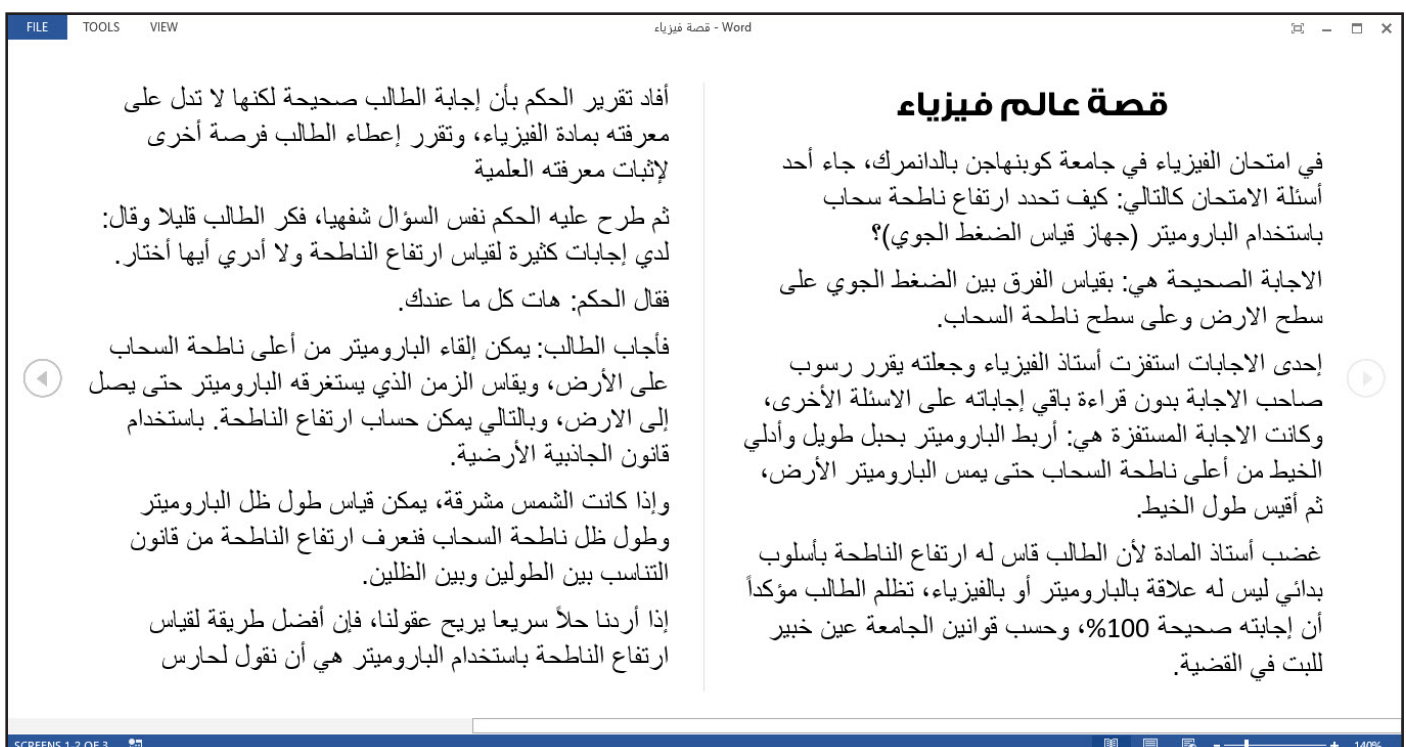 FILE TOOLS VIEW
قصة فيزياء - Word
قصة عالم فيزياء
في امتحان الفيزياء في جامعة كوبنهاجن بالدانمرك، جاء أحد
أسئلة الامتحان كالتالي: كيف تحدد ارتفاع ناطحة سحاب
باستخدام الباروميتر (جهاز قياس الضغط الجوي)؟
الاجابة الصحيحة هي: بقياس الفرق بين الضغط الجوي على
سطح الارض وعلى سطح ناطحة السحاب.
إحدى الاجابات استفزت أستاذ الفيزياء وجعلته يقرر رسوب
صاحب الاجابة بدون قراءة باقي إجاباته على الاسئلة الأخرى،
وكانت الاجابة المستفزة هي: أربط الباروميتر بحبل طويل وأدلي
الخيط من أعلى ناطحة السحاب حتى يمس الباروميتر الأرض،
ثم أقيس طول الخيط.
غضب أستاذ المادة لأن الطالب قاس له ارتفاع الناطحة بأسلوب
بدائي ليس له علاقة بالباروميتر أو بالفيزياء، تظلم الطالب مؤكداً
أن إجابته صحيحة 100%، وحسب قوانين الجامعة عين خبير
للبت في القضية.
أفاد تقرير الحكم بأن إجابة الطالب صحيحة لكنها لا تدل على
معرفته بمادة الفيزياء، وتقرر إعطاء الطالب فرصة أخرى
لإثبات معرفته العلمية
ثم طرح عليه الحكم نفس السؤال شفهيا، فكر الطالب قليلا وقال:
لدي إجابات كثيرة لقياس ارتفاع الناطحة ولا أدري أيها أختار.
فقال الحكم: هات كل ما عندك.
فأجاب الطالب: يمكن إلقاء الباروميتر من أعلى ناطحة السحاب
على الأرض، ويقاس الزمن الذي يستغرقه الباروميتر حتى يصل
إلى الارض، وبالتالي يمكن حساب ارتفاع الناطحة. باستخدام
قانون الجاذبية الأرضية.
وإذا كانت الشمس مشرقة، يمكن قياس طول ظل الباروميتر
وطول ظل ناطحة السحاب فنعرف ارتفاع الناطحة من قانون
التناسب بين الطولين وبين الظلين.
إذا أردنا حلاً سريعا يريح عقولنا، فإن أفضل طريقة لقياس
ارتفاع الناطحة باستخدام الباروميتر هي أن نقول لحارس
SCREENS 1-2 OF 3
140%